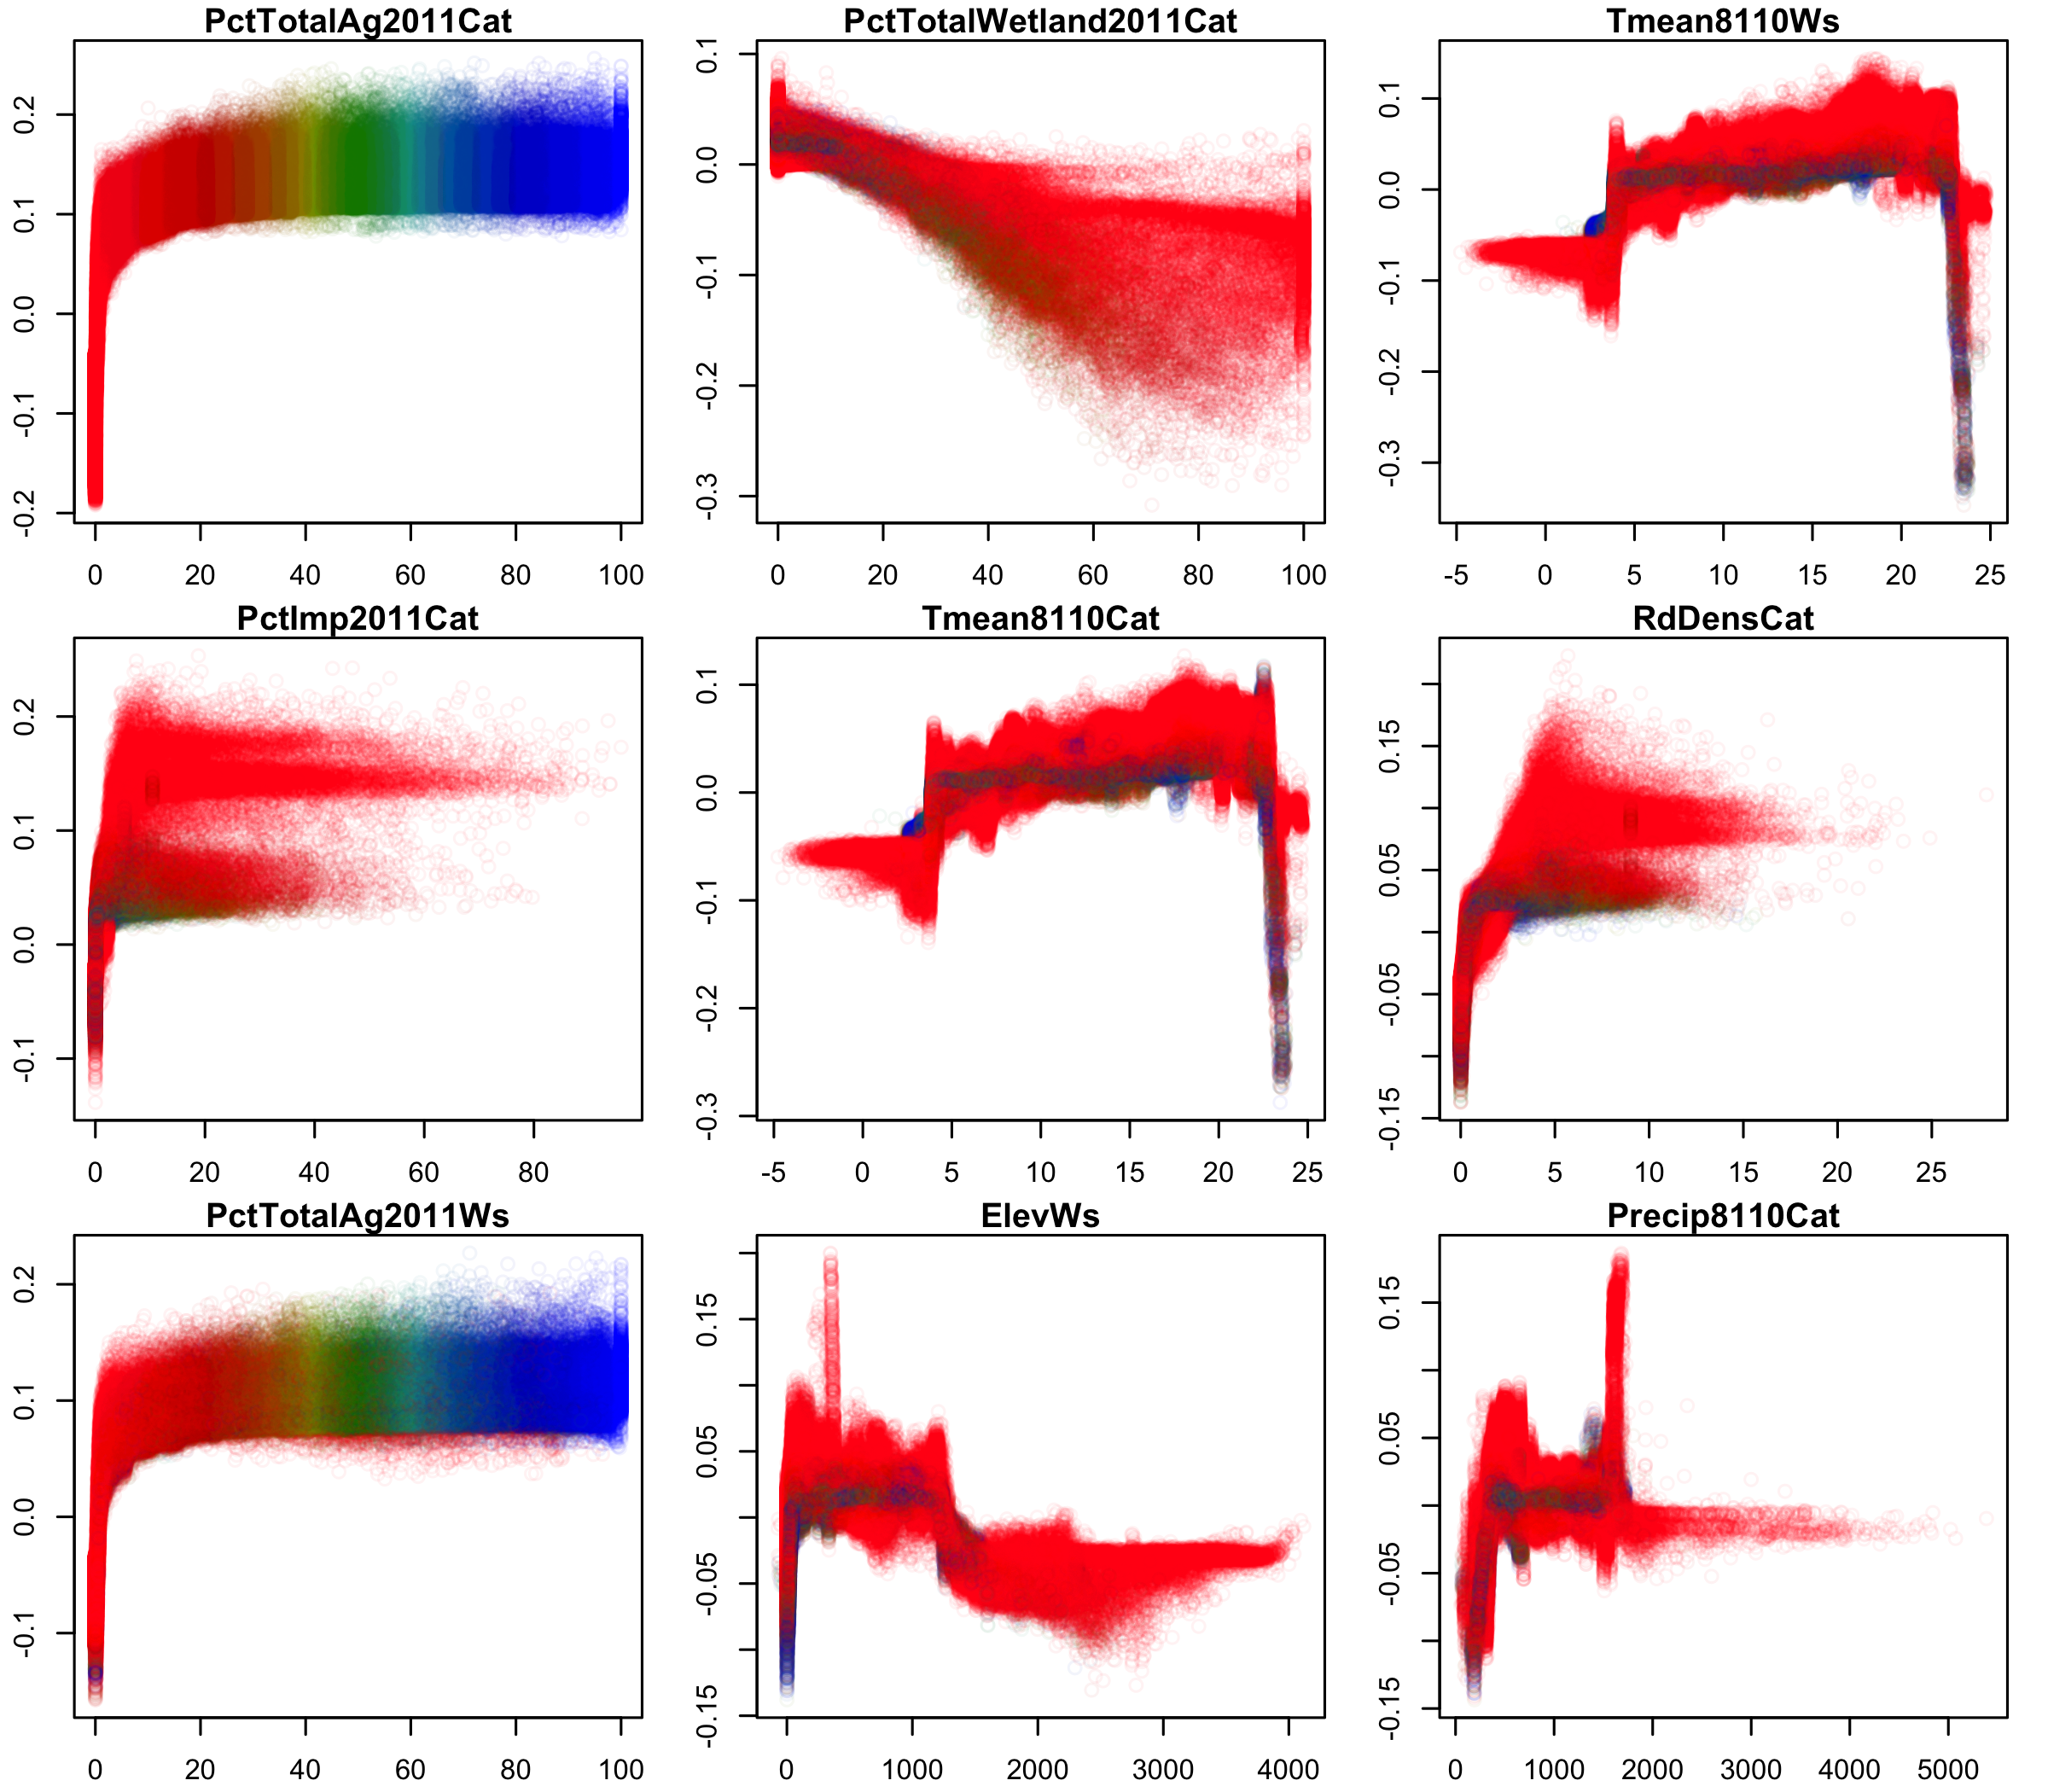 PctTotalAg2011Cat
0.2
0.1
0.0
-0.1
-0.2
0 20 40 60 80 100
PctTotalWetland2011Cat
0.1
0.0
-0.1
-0.2
-0.3
0 20 40 60 80 100
Tmean8110Ws
0.1
0.0
-0.1
-0.2
-0.3
-5 0 5 10 15 20 25
PctImp2011Cat
0.2
0.1
0.0
-0.1
0 20 40 60 80
Tmean8110Cat
0.1
0.0
-0.1
-0.2
-0.3
-5 0 5 10 15 20 25
RdDensCat
0.15
0.05
-0.05
-0.15
0 5 10 15 20 25
PctTotalAg2011Ws
0.2
0.1
0.0
-0.1
0 20 40 60 80 100
ElevWs
0.15
0.05
-0.05
-0.15
0 1000 2000 3000 4000
Precip8110Cat
0.15
0.05
-0.05
-0.15
0 1000 2000 3000 4000 5000